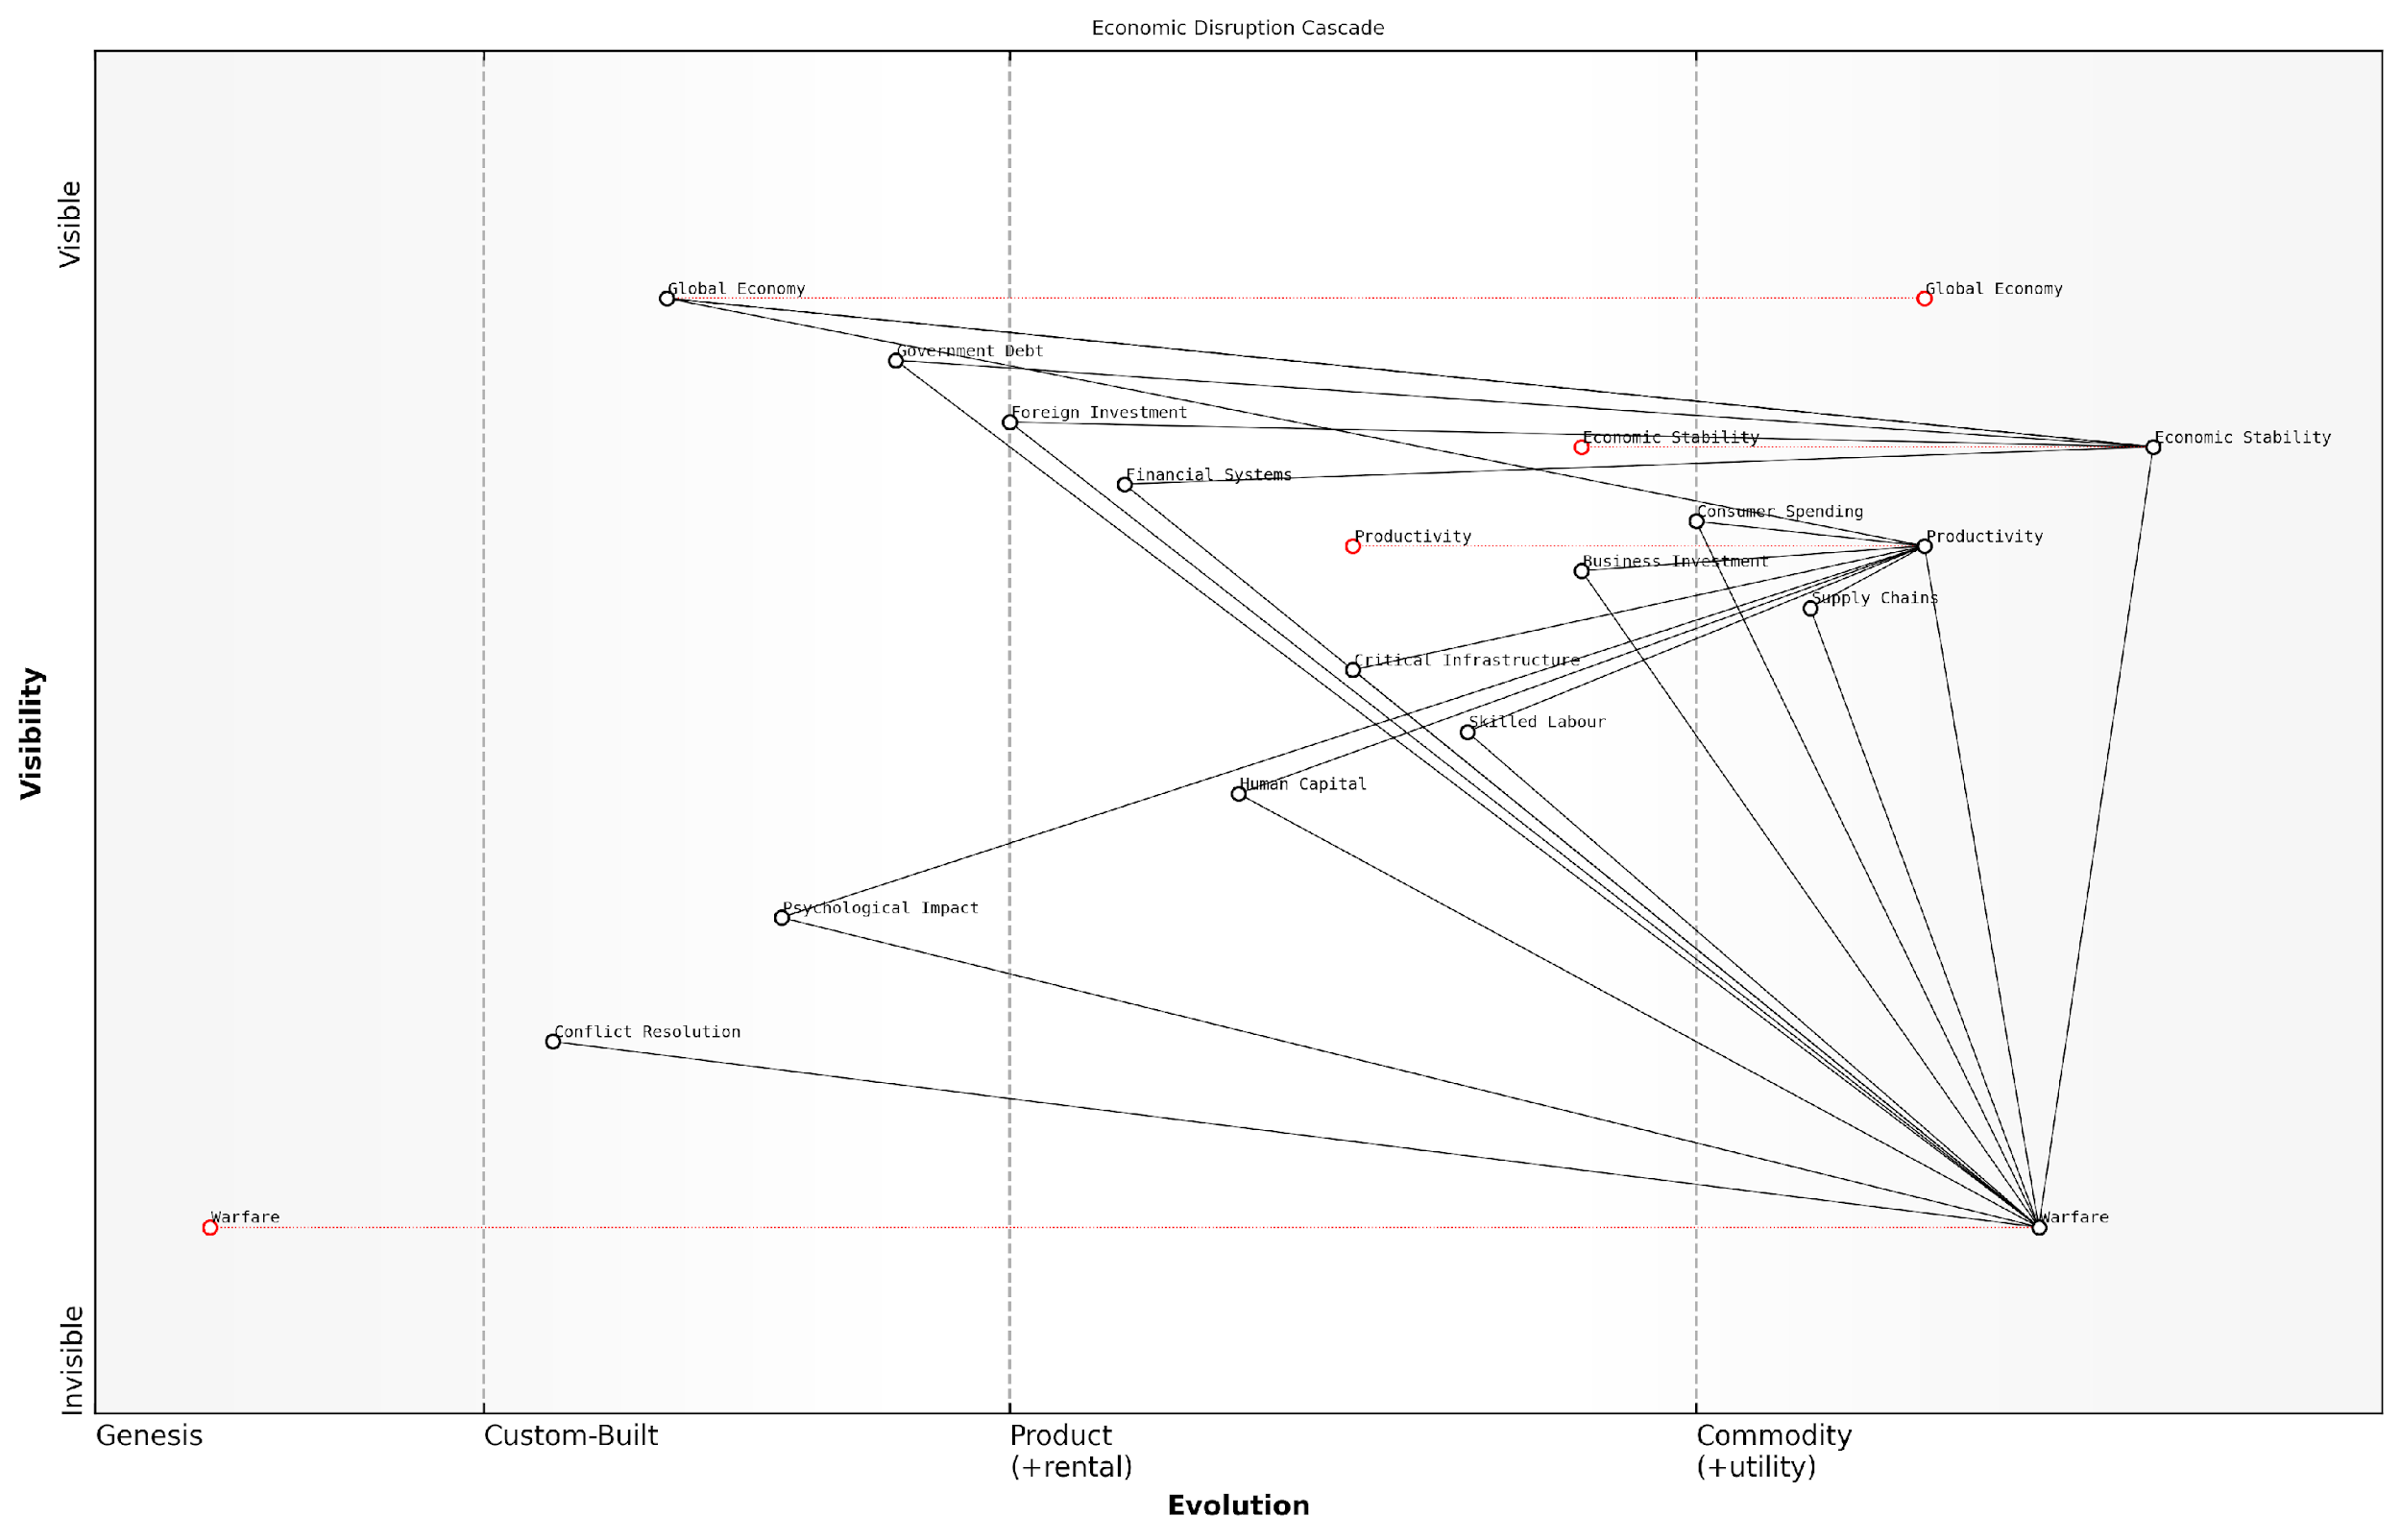 Economic Disruption Cascade
Visible
Global Economy
Global Economy
Government Debt
Foreign Investment
Economic Stability
Economic Stability
Financial Systems
Consumer Spending
Productivity
Productivity
Business Investment
Supply Chains
Critical Infrastructure
Skilled Labour
Visibility
Human Capital
Psychological Impact
Conflict Resolution
Warfare
Warfare
Invisible
Genesis
Custom-Built
Product
(+rental)
Commodity
(+utility)
Evolution